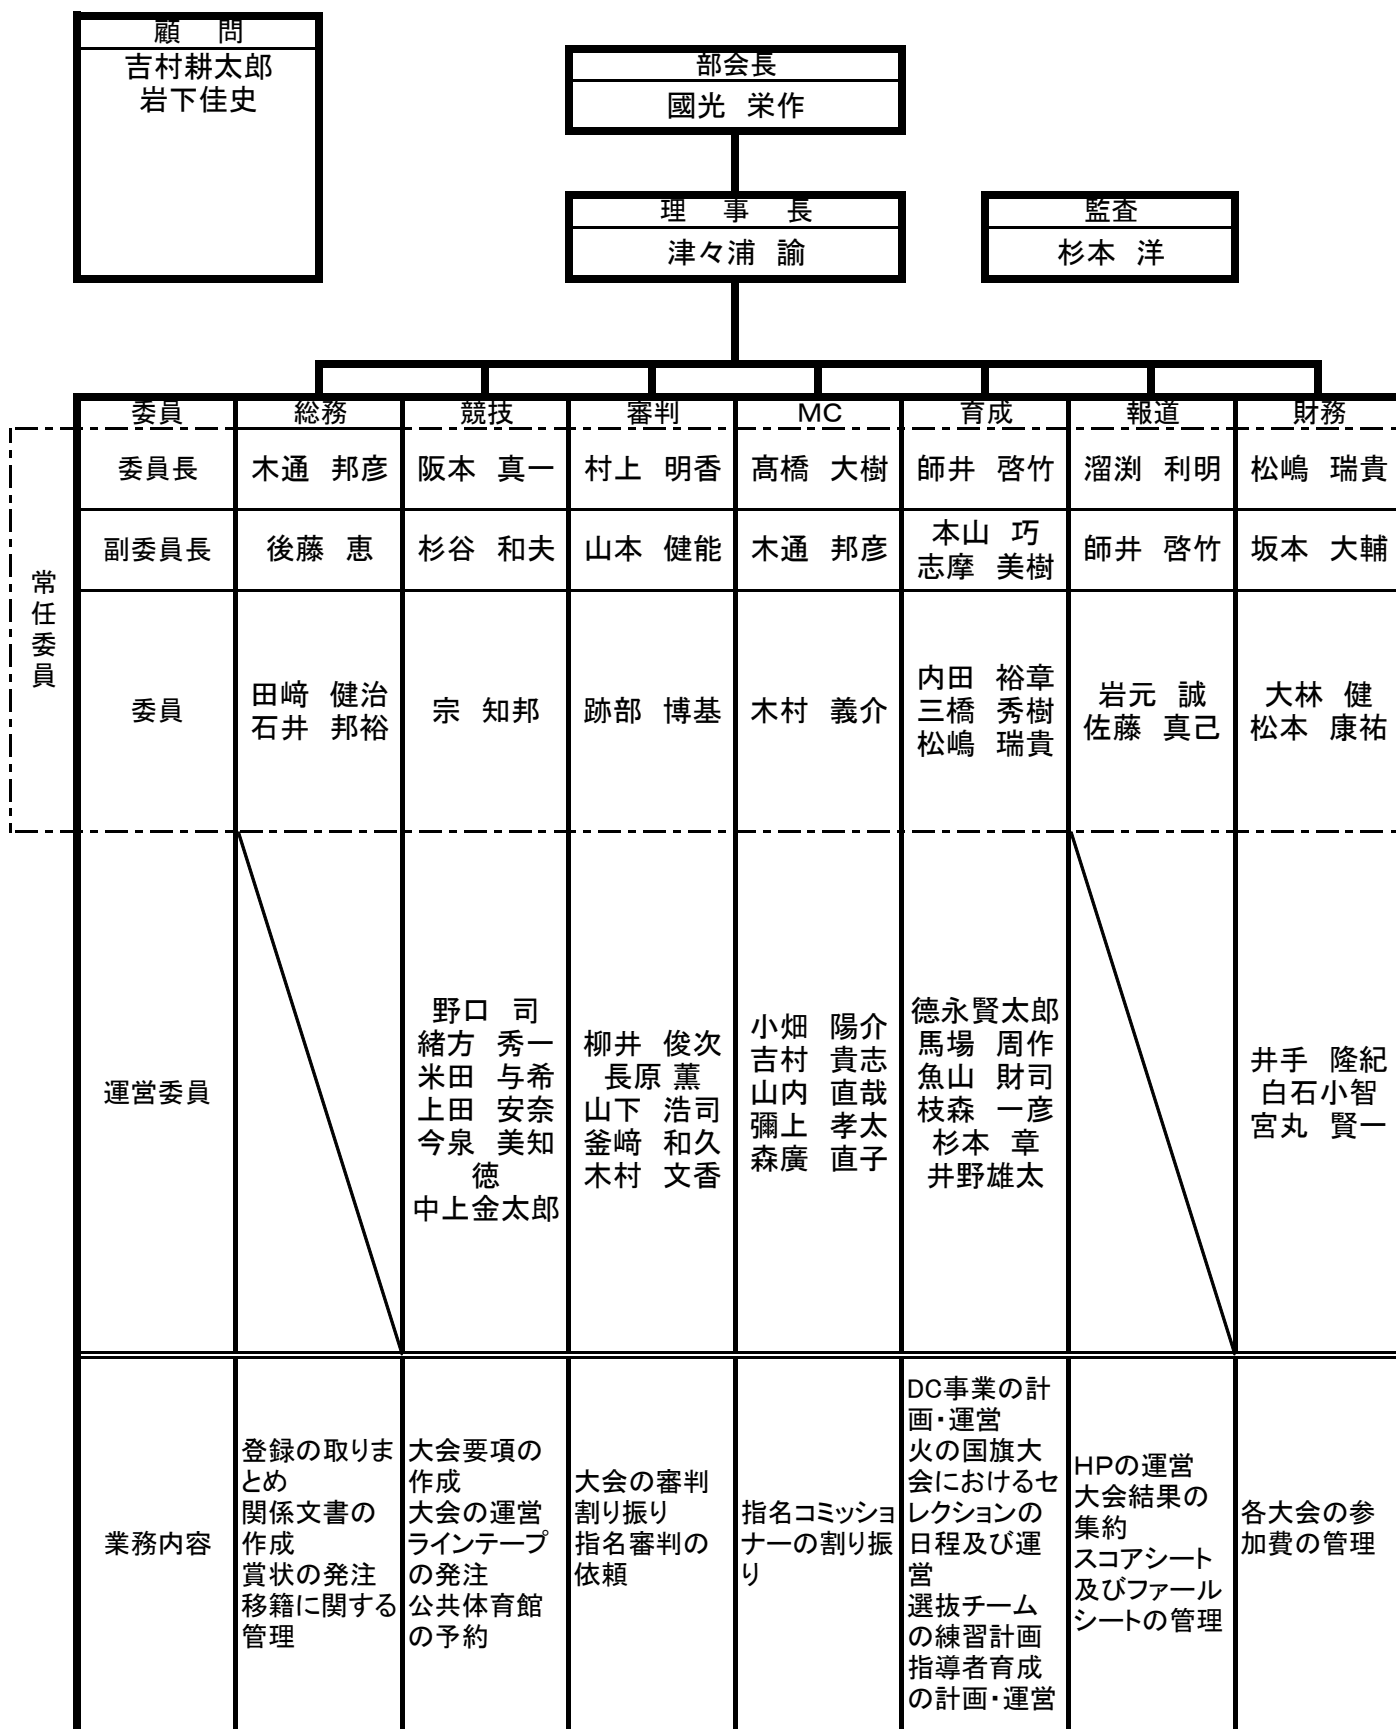 顧　問
吉村耕太郎
岩下佳史
部会長
國光　栄作
理　事　長
津々浦　諭
監査
杉本　洋
委員　総務　競技　審判　MC　育成　報道　財務
常任委員
委員長　木通　邦彦　阪本　真一　村上　明香　髙橋　大樹　師井　啓竹　溜渕　利明　松嶋　瑞貴
副委員長　後藤　恵　杉谷　和夫　山本　健能　木通　邦彦
本山　巧
志摩　美樹
師井　啓竹　坂本　大輔
委員
田﨑　健治
石井　邦裕
宗　知邦
跡部　博基
木村　義介
内田　裕章
三橋　秀樹
松嶋　瑞貴
岩元　誠
佐藤　真己
大林　健
松本　康祐
運営委員
野口　司
緒方　秀一
米田　与希
上田　安奈
今泉　美知
徳
中上金太郎
柳井　俊次
長原 薫
山下　浩司
釜﨑　和久
木村　文香
小畑　陽介
吉村　貴志
山内　直哉
彌上　孝太
森廣　直子
德永賢太郎
馬場　周作
魚山　財司
枝森　一彦
杉本　章
井野雄太
井手　隆紀
白石小智
宮丸　賢一
業務内容
登録の取りま
とめ
関係文書の
作成
賞状の発注
移籍に関する
管理
大会要項の
作成
大会の運営
ラインテープ
の発注
公共体育館
の予約
大会の審判
割り振り
指名審判の
依頼
指名コミッショ
ナーの割り振
り
DC事業の計
画・運営
火の国旗大
会におけるセ
レクションの
日程及び運
営
選抜チーム
の練習計画
指導者育成
の計画・運営
HPの運営
大会結果の
集約
スコアシート
及びファール
シートの管理
各大会の参
加費の管理